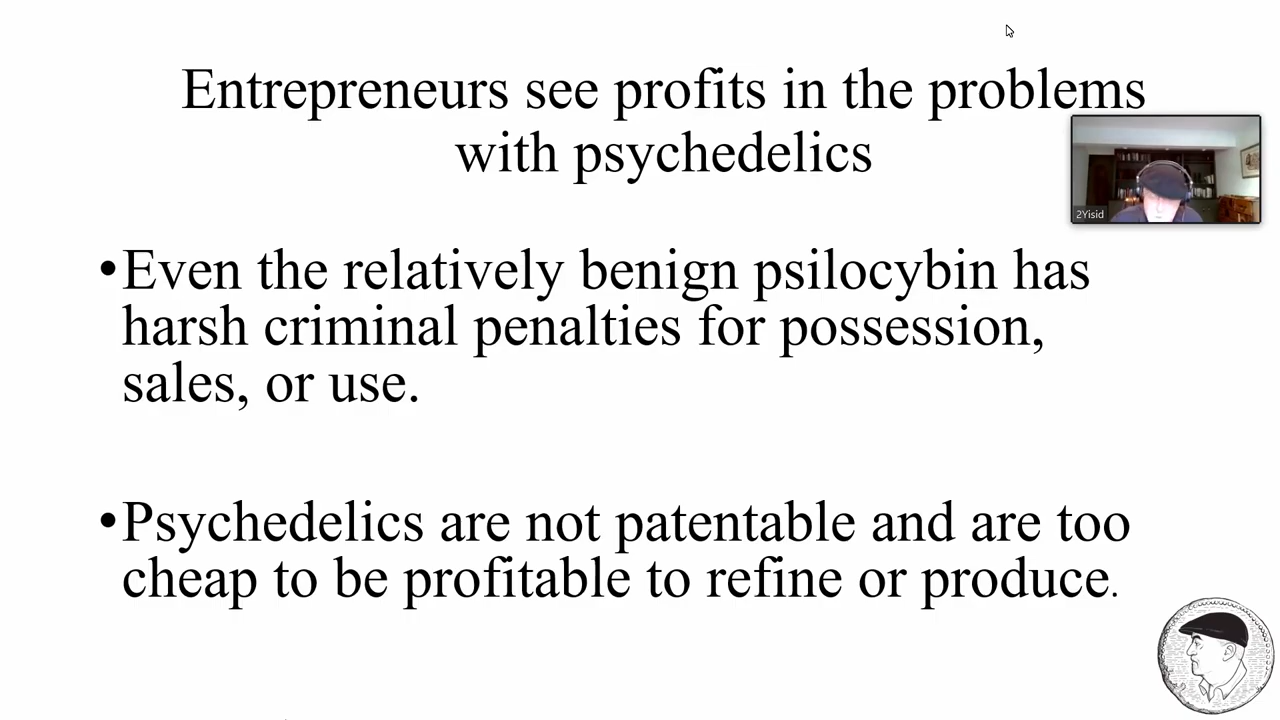 Entrepreneurs see profits in the problems
with psychedelics
2Yisid
•Even the relatively benign psilocybin has
harsh criminal penalties for possession,
sales, or use.
•Psychedelics are not patentable and are too
cheap to be profitable to refine or produce.